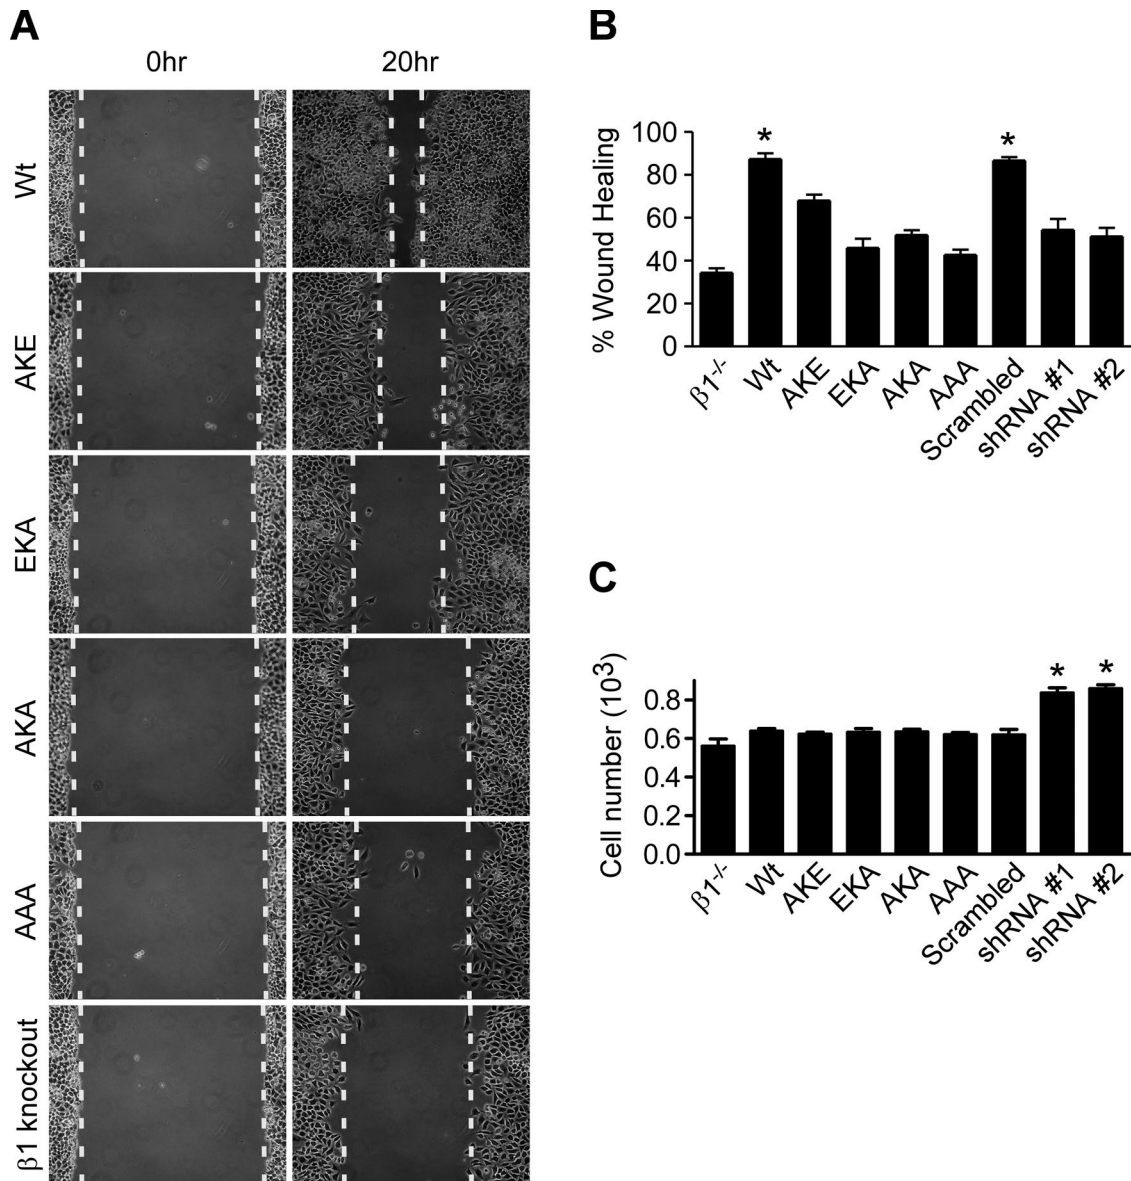 A
0hr 20hr
Wt
AKE
EKA
AKA
AAA
β1 knockout
B
% Wound Healing
100
80
60
40
20
0
*
*
β1-/-
Wt
AKE
EKA
AKA
AAA
Scrambled
shRNA #1
shRNA #2
C
Cell number (10³)
0.8
0.6
0.4
0.2
0.0
*
*
β1-/-
Wt
AKE
EKA
AKA
AAA
Scrambled
shRNA #1
shRNA #2